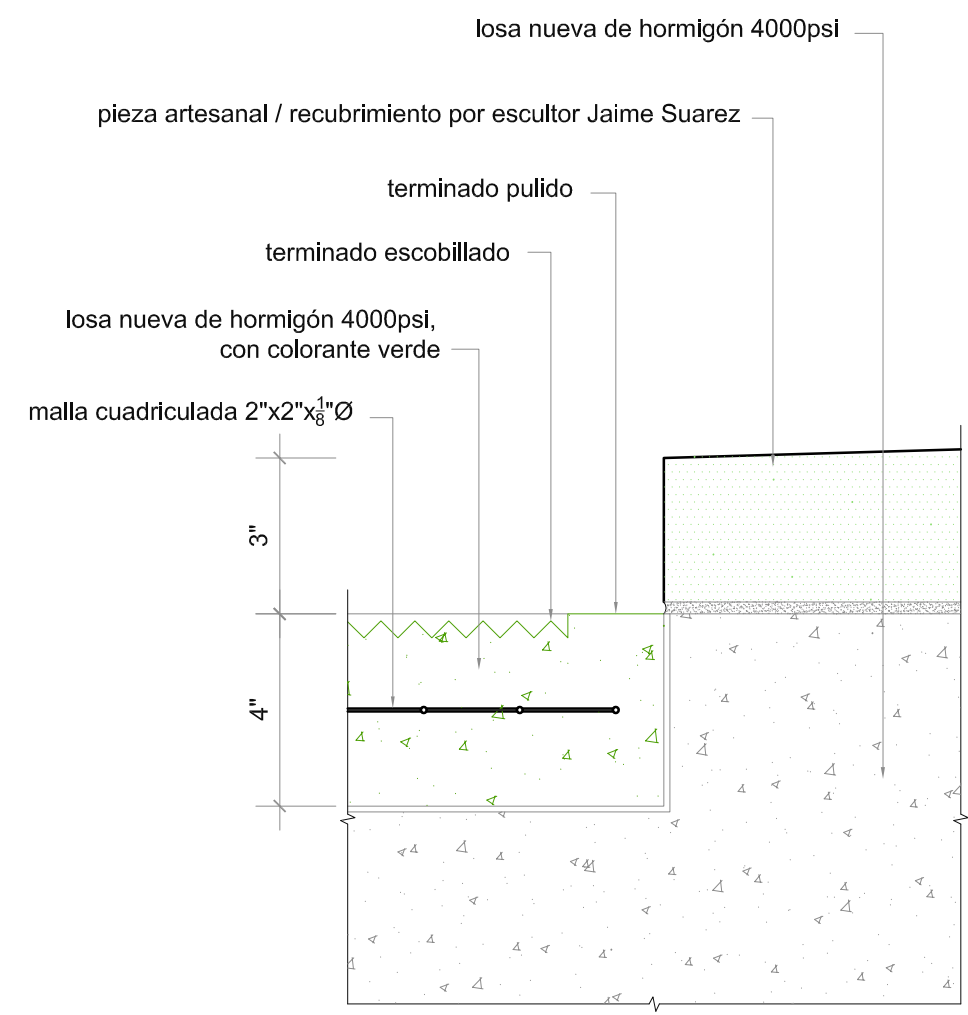 losa nueva de hormigón 4000psi
pieza artesanal / recubrimiento por escultor Jaime Suarez
terminado pulido
terminado escobillado
losa nueva de hormigón 4000psi,
con colorante verde
malla cuadriculada 2"x2"x1/8"Ø
3"
4"